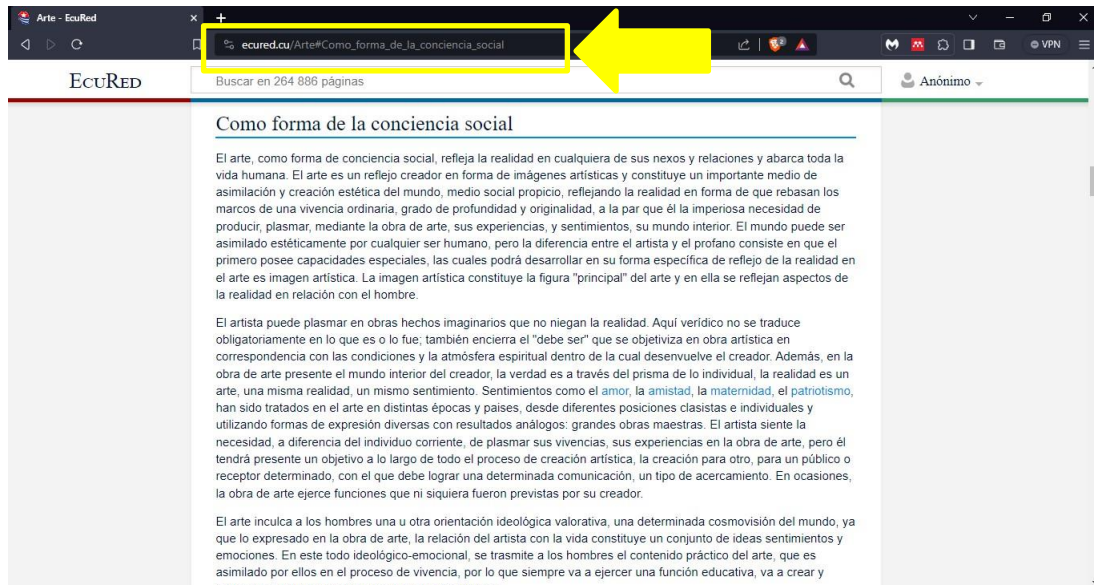 Arte - EcuRed
ecured.cu/Arte#Como_forma_de_la_conciencia_social
VPN
EcuRed
Buscar en 264 886 páginas
Anónimo
Como forma de la conciencia social
El arte, como forma de conciencia social, refleja la realidad en cualquiera de sus nexos y relaciones y abarca toda la
vida humana. El arte es un reflejo creador en forma de imágenes artísticas y constituye un importante medio de
asimilación y creación estética del mundo, medio social propicio, reflejando la realidad en forma de que rebasan los
marcos de una vivencia ordinaria, grado de profundidad y originalidad, a la par que él la imperiosa necesidad de
producir, plasmar, mediante la obra de arte, sus experiencias, y sentimientos, su mundo interior. El mundo puede ser
asimilado estéticamente por cualquier ser humano, pero la diferencia entre el artista y el profano consiste en que el
primero posee capacidades especiales, las cuales podrá desarrollar en su forma específica de reflejo de la realidad en
el arte es imagen artística. La imagen artística constituye la figura "principal" del arte y en ella se reflejan aspectos de
la realidad en relación con el hombre.
El artista puede plasmar en obras hechos imaginarios que no niegan la realidad. Aquí verídico no se traduce
obligatoriamente en lo que es o lo fue; también encierra el "debe ser" que se objetiviza en obra artística en
correspondencia con las condiciones y la atmósfera espiritual dentro de la cual desenvuelve el creador. Además, en la
obra de arte presente el mundo interior del creador, la verdad es a través del prisma de lo individual, la realidad es un
arte, una misma realidad, un mismo sentimiento. Sentimientos como el amor, la amistad, la maternidad, el patriotismo,
han sido tratados en el arte en distintas épocas y paises, desde diferentes posiciones clasistas e individuales y
utilizando formas de expresión diversas con resultados análogos: grandes obras maestras. El artista siente la
necesidad, a diferencia del individuo corriente, de plasmar sus vivencias, sus experiencias en la obra de arte, pero él
tendrá presente un objetivo a lo largo de todo el proceso de creación artística, la creación para otro, para un público o
receptor determinado, con el que debe lograr una determinada comunicación, un tipo de acercamiento. En ocasiones,
la obra de arte ejerce funciones que ni siquiera fueron previstas por su creador.
El arte inculca a los hombres una u otra orientación ideológica valorativa, una determinada cosmovisión del mundo, ya
que lo expresado en la obra de arte, la relación del artista con la vida constituye un conjunto de ideas sentimientos y
emociones. En este todo ideológico-emocional, se trasmite a los hombres el contenido práctico del arte, que es
asimilado por ellos en el proceso de vivencia, por lo que siempre va a ejercer una función educativa, va a crear y